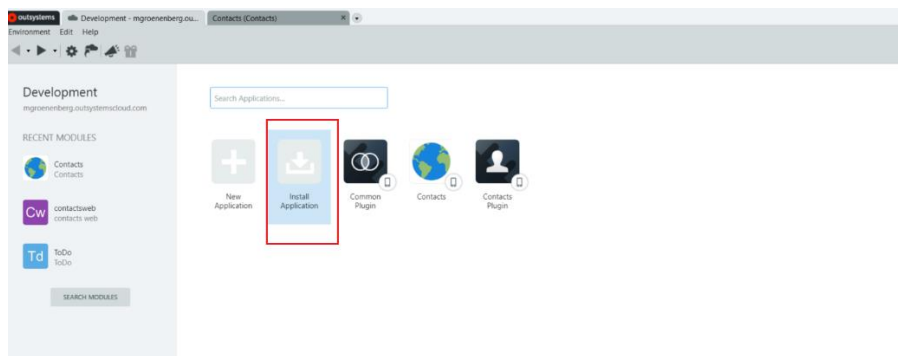 outsystems
Development - mgroenenberg.ou...
Contacts (Contacts)
Environment Edit Help
Development
mgroenenberg.outsystemscloud.com
RECENT MODULES
Contacts
Contacts
Cw
contactsweb
contacts web
Td
ToDo
ToDo
SEARCH MODULES
Search Applications...
New
Application
Install
Application
Common
Plugin
Contacts
Contacts
Plugin